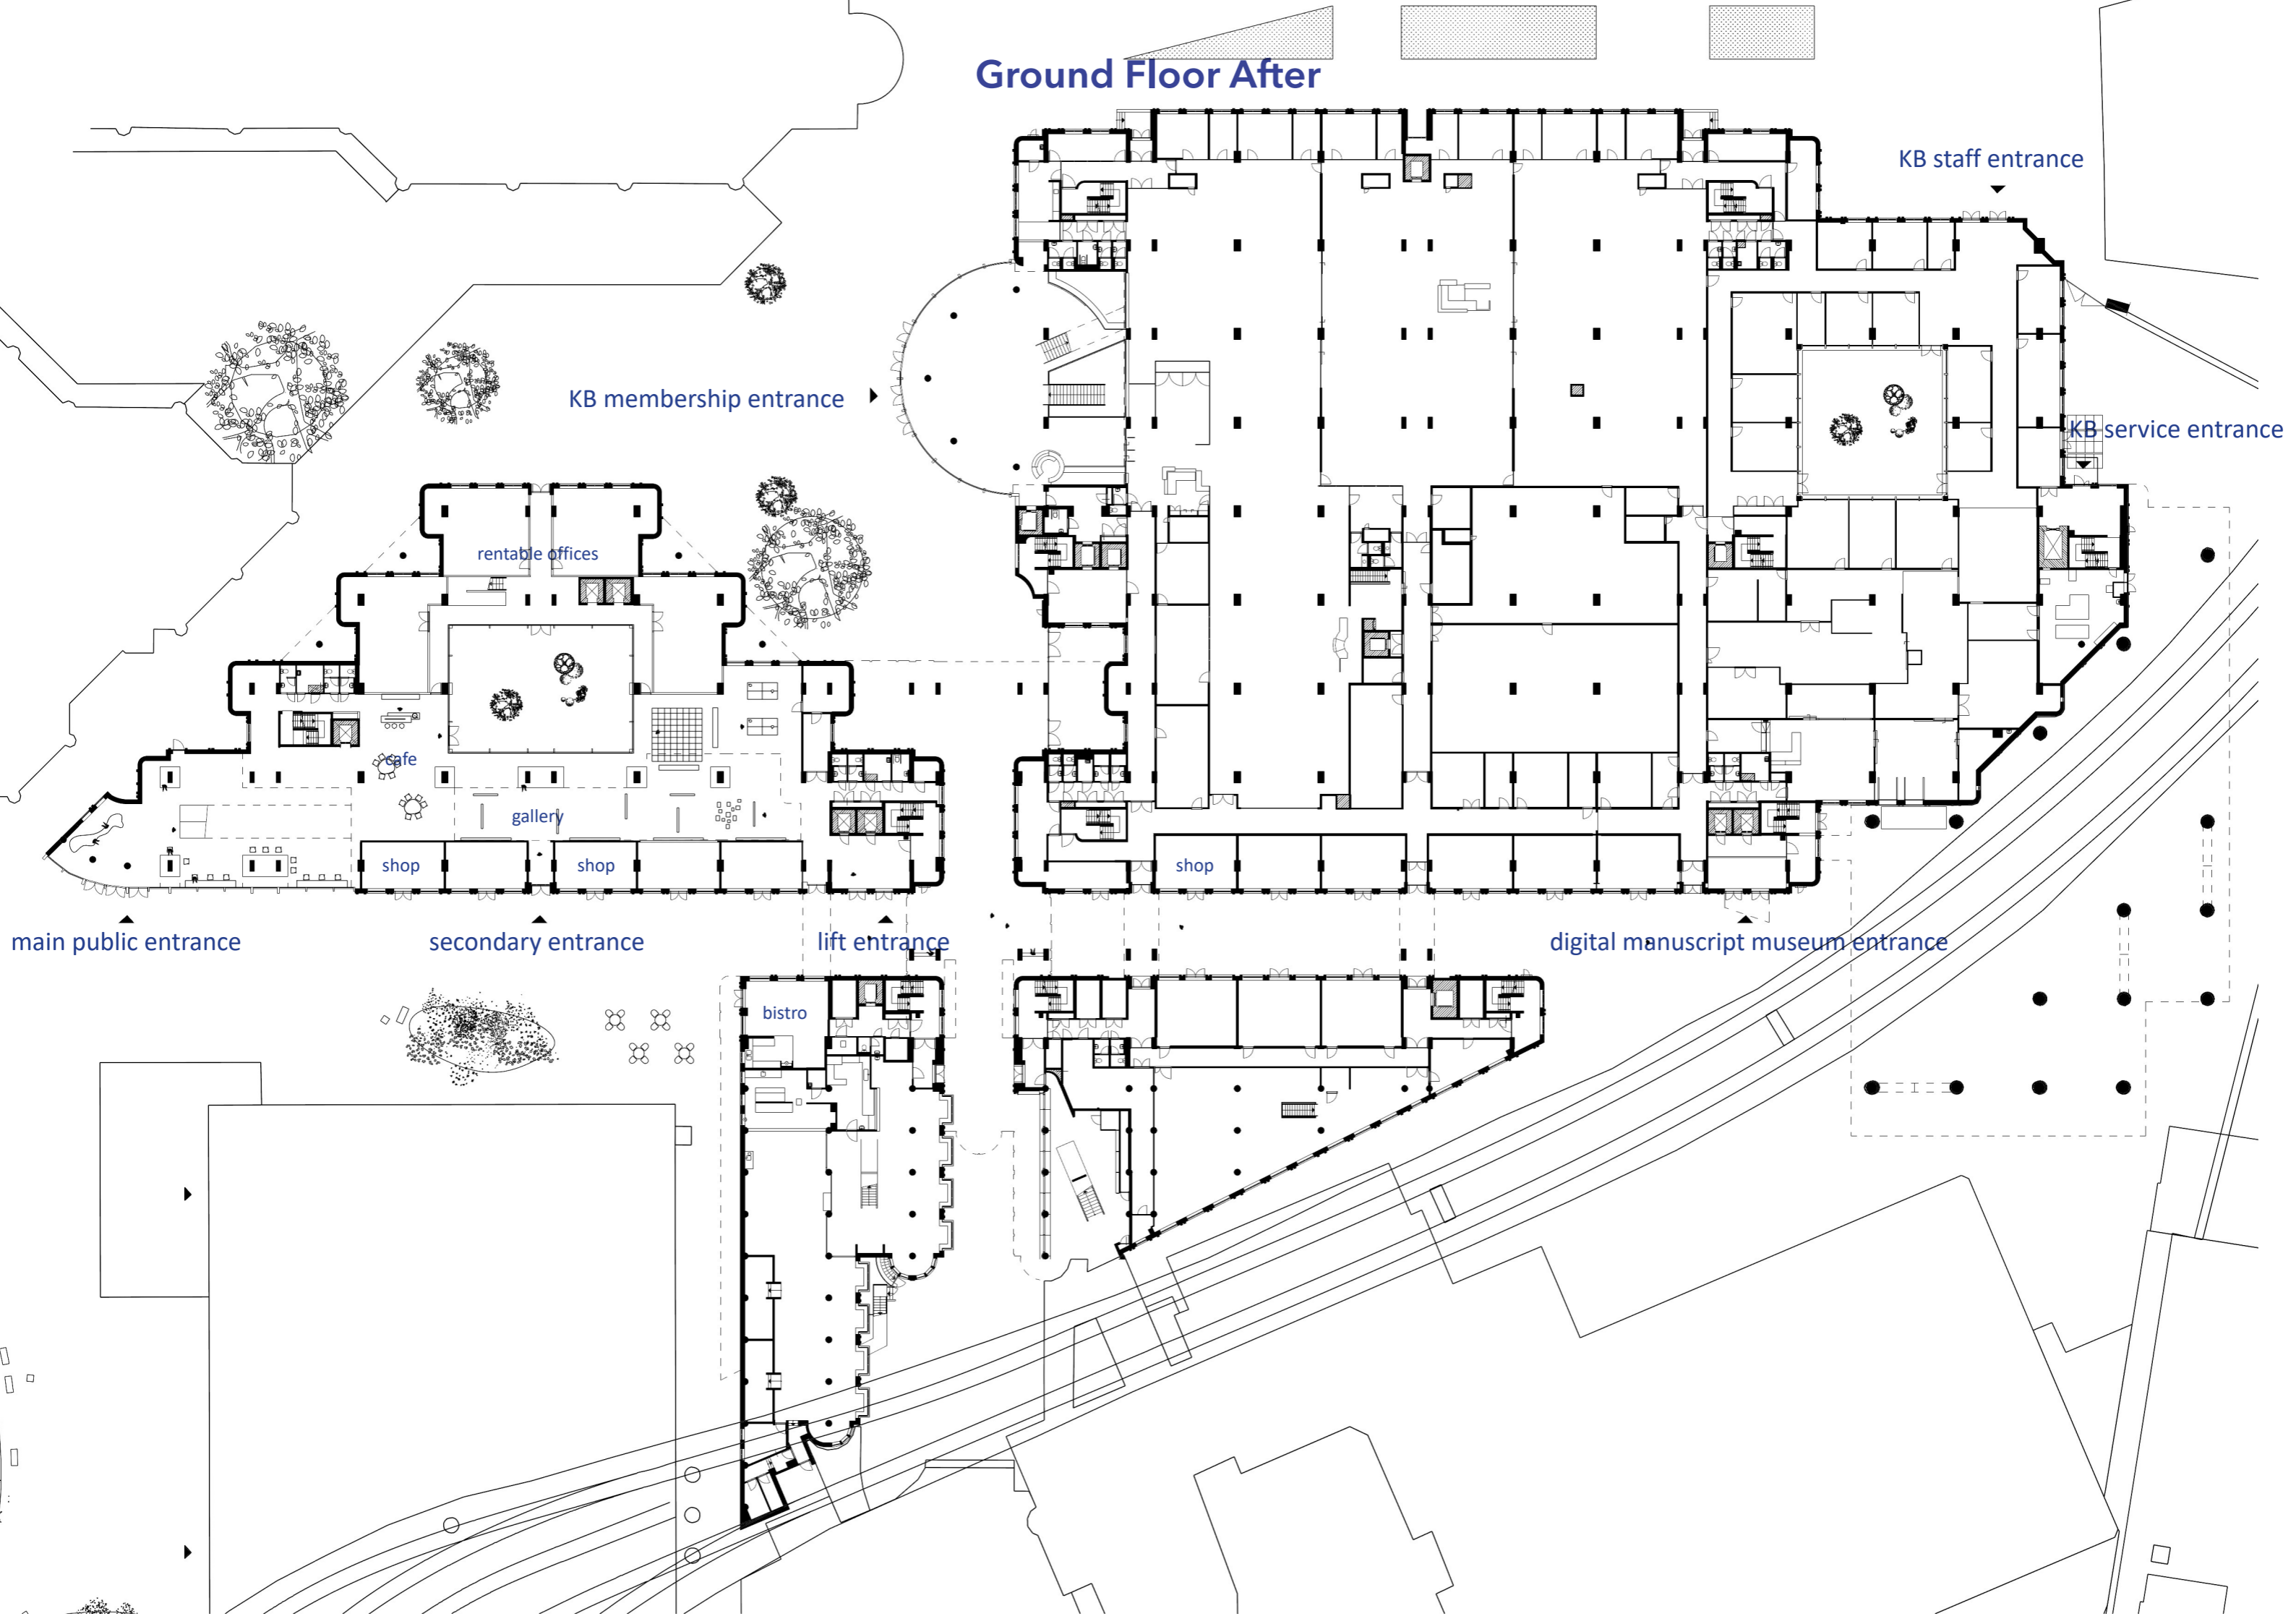 Ground Floor After
KB staff entrance
KB membership entrance
KB service entrance
rentable offices
cafe
gallery
shop
shop
shop
main public entrance
secondary entrance
lift entrance
digital manuscript museum entrance
bistro